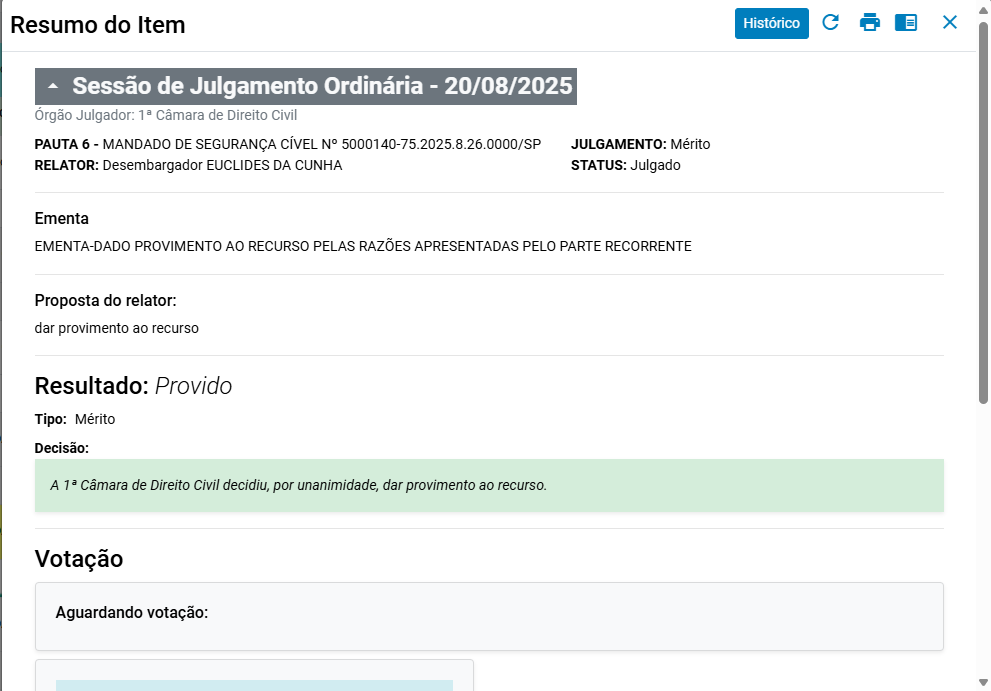 Resumo do Item
Histórico
Sessão de Julgamento Ordinária - 20/08/2025
Órgão Julgador: 1ª Câmara de Direito Civil
PAUTA 6 - MANDADO DE SEGURANÇA CÍVEL Nº 5000140-75.2025.8.26.0000/SP
JULGAMENTO: Mérito
RELATOR: Desembargador EUCLIDES DA CUNHA
STATUS: Julgado
Ementa
EMENTA-DADO PROVIMENTO AO RECURSO PELAS RAZÕES APRESENTADAS PELO PARTE RECORRENTE
Proposta do relator:
dar provimento ao recurso
Resultado: Provido
Tipo: Mérito
Decisão:
A 1ª Câmara de Direito Civil decidiu, por unanimidade, dar provimento ao recurso.
Votação
Aguardando votação: